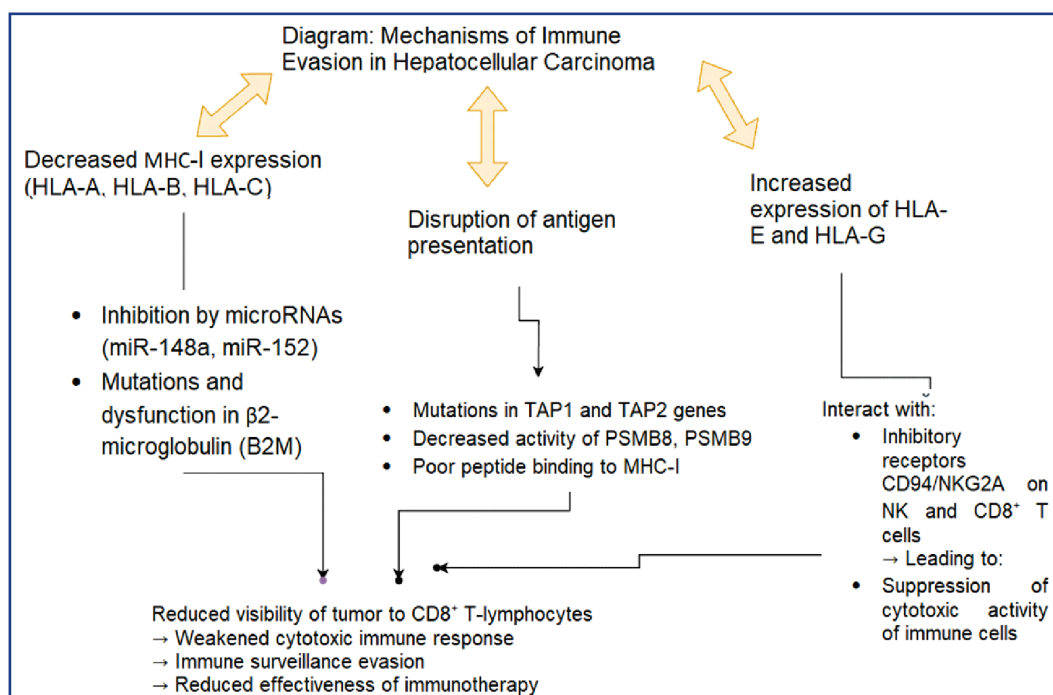 Diagram: Mechanisms of Immune
Evasion in Hepatocellular Carcinoma
Decreased MHC-I expression
(HLA-A, HLA-B, HLA-C)
• Inhibition by microRNAs
(miR-148a, miR-152)
• Mutations and
dysfunction in β2-
microglobulin (B2M)
Disruption of antigen
presentation
• Mutations in TAP1 and TAP2 genes
• Decreased activity of PSMB8, PSMB9
• Poor peptide binding to MHC-I
Increased
expression of HLA-
E and HLA-G
Interact with:
• Inhibitory
receptors
CD94/NKG2A on
NK and CD8⁺ T
cells
→ Leading to:
• Suppression of
cytotoxic activity
of immune cells
Reduced visibility of tumor to CD8⁺ T-lymphocytes
→ Weakened cytotoxic immune response
→ Immune surveillance evasion
→ Reduced effectiveness of immunotherapy